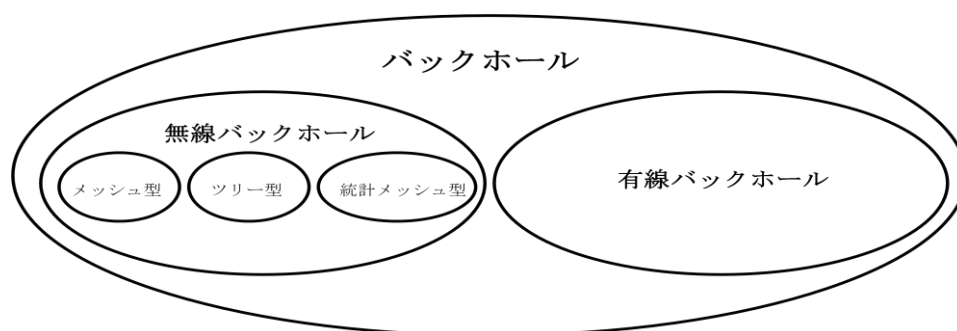 バックホール
無線バックホール
メッシュ型
ツリー型
統計メッシュ型
有線バックホール